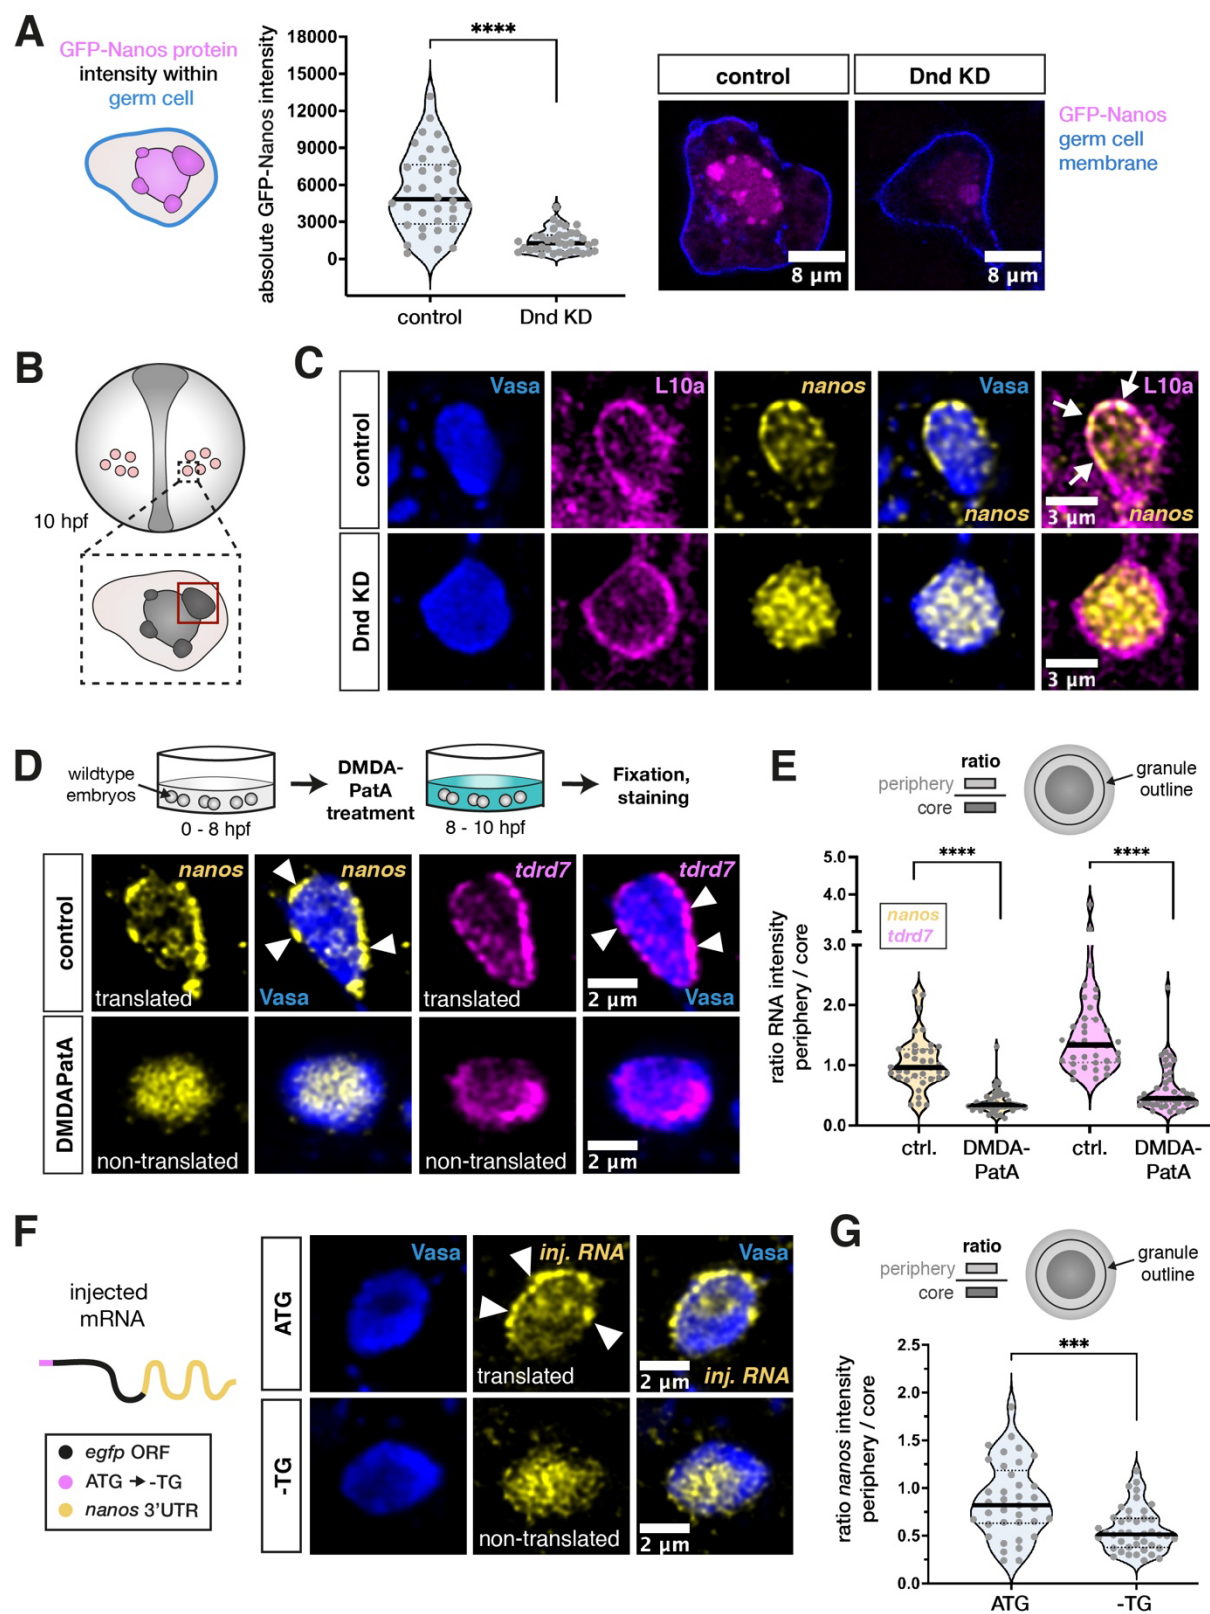 A
GFP-Nanos protein
intensity within
germ cell
absolute GFP-Nanos intensity
18000
15000
12000
9000
6000
3000
0
****
control
Dnd KD
control
Dnd KD
8 µm
8 µm
GFP-Nanos
germ cell
membrane
B
10 hpf
C
control
Vasa
L10a
nanos
Vasa
nanos
L10a
3 µm
nanos
Dnd KD
3 µm
D
wildtype
embryos
0 - 8 hpf
DMDA-
PatA
treatment
8 - 10 hpf
Fixation,
staining
control
nanos
translated
nanos
Vasa
tdrd7
translated
tdrd7
2 µm
Vasa
DMDAPatA
non-translated
non-translated
2 µm
E
ratio
periphery
core
granule
outline
ratio RNA intensity
periphery / core
5.0
4.0
3.0
2.0
1.0
0.0
****
****
nanos
tdrd7
ctrl.
DMDA-
PatA
ctrl.
DMDA-
PatA
F
injected
mRNA
egfp ORF
ATG → -TG
nanos 3’UTR
ATG
Vasa
inj. RNA
translated
Vasa
2 µm
inj. RNA
-TG
non-translated
2 µm
G
ratio
periphery
core
granule
outline
ratio nanos intensity
periphery / core
2.5
2.0
1.5
1.0
0.5
0.0
***
ATG
-TG